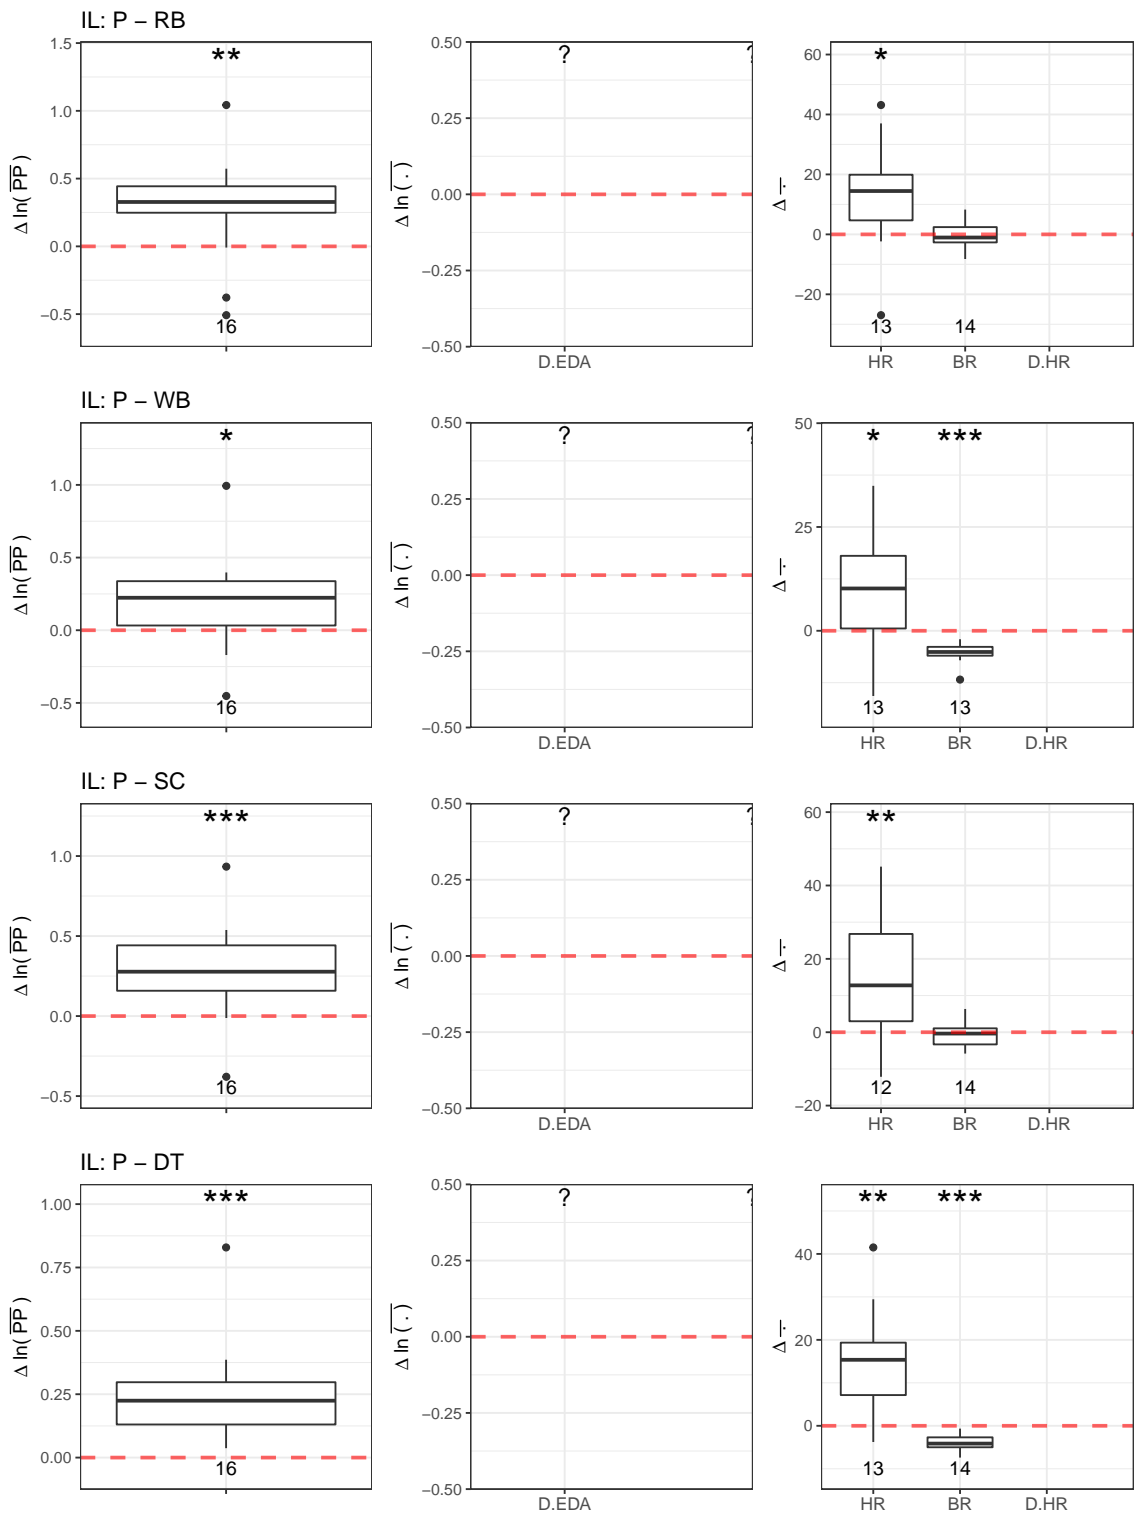 IL: P – RB
1.5
1.0
0.5
0.0
−0.5
Δ ln( PP )
**
16
0.50
0.25
0.00
−0.25
−0.50
Δ ln ( . )
?
?
D.EDA
60
40
20
0
−20
Δ .
*
13
14
HR
BR
D.HR
IL: P – WB
1.0
0.5
0.0
−0.5
Δ ln( PP )
*
16
0.50
0.25
0.00
−0.25
−0.50
Δ ln ( . )
?
?
D.EDA
50
25
0
Δ .
*
***
13
13
HR
BR
D.HR
IL: P – SC
1.0
0.5
0.0
−0.5
Δ ln( PP )
***
16
0.50
0.25
0.00
−0.25
−0.50
Δ ln ( . )
?
?
D.EDA
60
40
20
0
−20
Δ .
**
12
14
HR
BR
D.HR
IL: P – DT
1.00
0.75
0.50
0.25
0.00
Δ ln( PP )
***
16
0.50
0.25
0.00
−0.25
−0.50
Δ ln ( . )
?
?
D.EDA
40
20
0
Δ .
**
***
13
14
HR
BR
D.HR